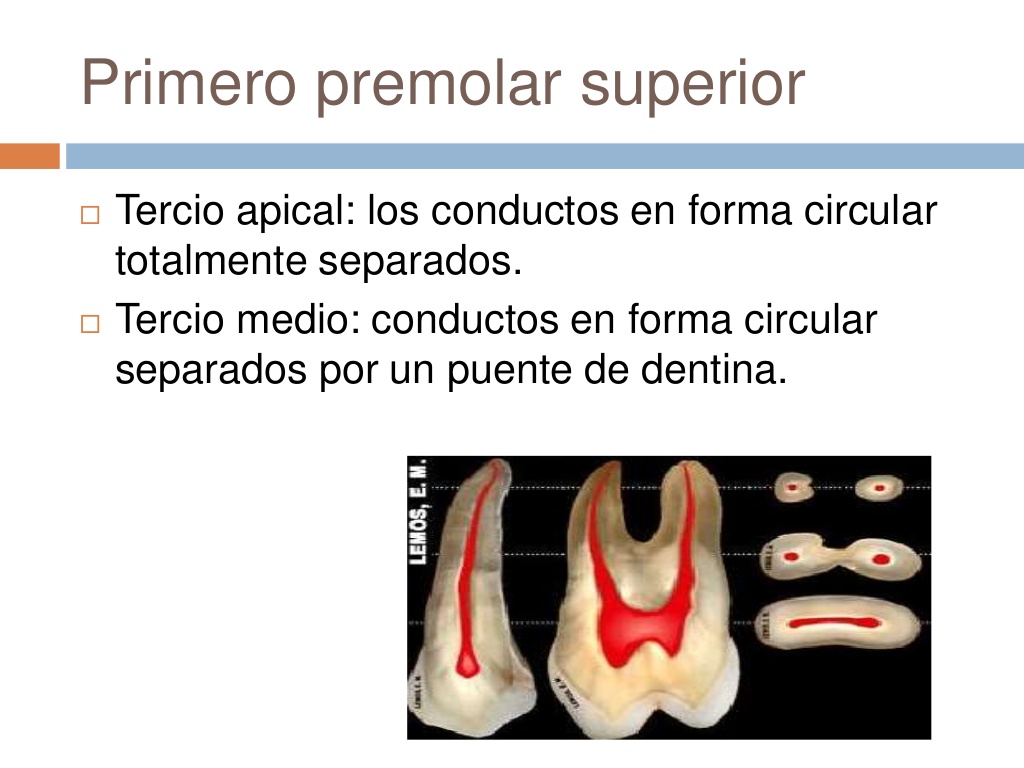 Primero premolar superior
Tercio apical: los conductos en forma circular
totalmente separados.
Tercio medio: conductos en forma circular
separados por un puente de dentina.
LEMOS, E. M.